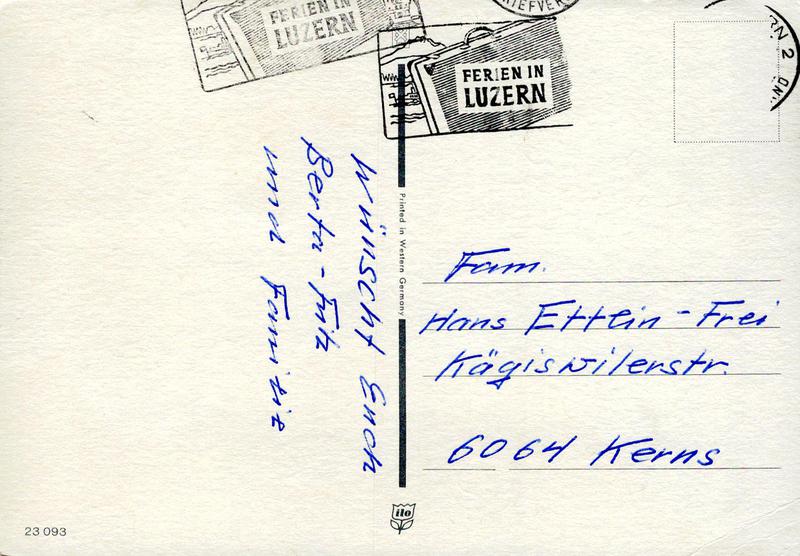 FERIEN IN
LUZERN
FERIEN IN
LUZERN
Wünscht Euch
Berta-Fritz
und Familie
Printed in Western Germany
Fam.
Hans Ettlin-Frei
Kägiswilerstr.
6064 Kerns
ilo
23 093